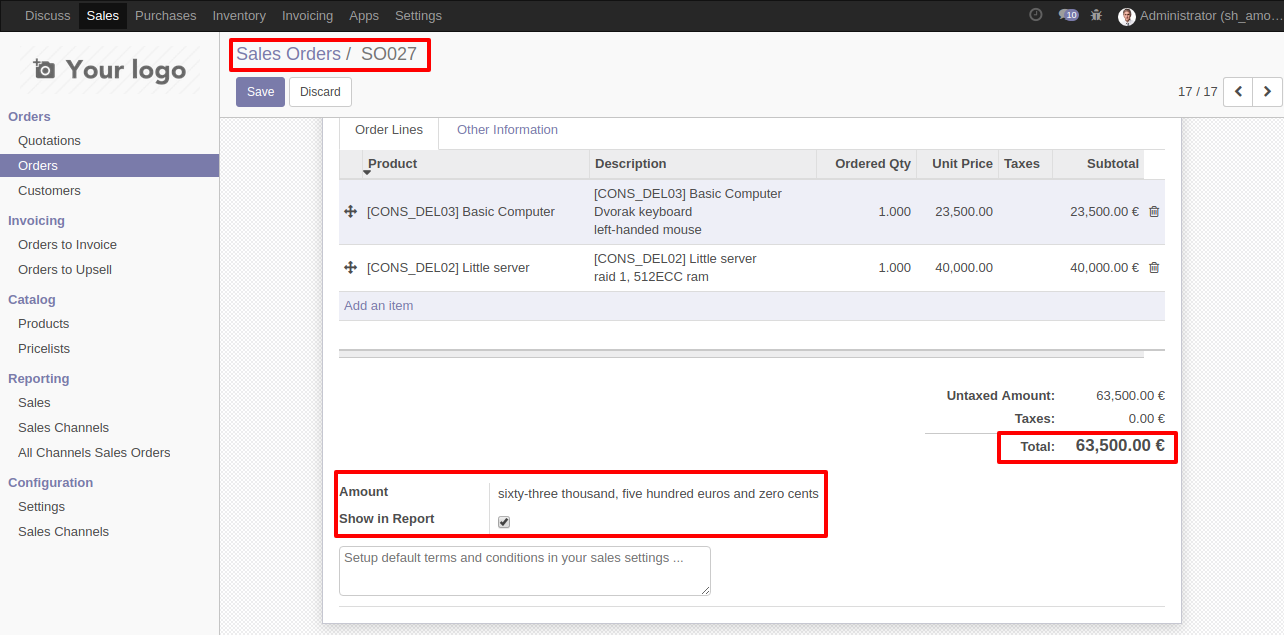 Discuss Sales Purchases Inventory Invoicing Apps Settings 10 Administrator (sh_amo...
Your logo
Orders
Quotations
Orders
Customers
Invoicing
Orders to Invoice
Orders to Upsell
Catalog
Products
Pricelists
Reporting
Sales
Sales Channels
All Channels Sales Orders
Configuration
Settings
Sales Channels
Sales Orders / SO027
Save Discard 17 / 17
Order Lines Other Information
Product Description Ordered Qty Unit Price Taxes Subtotal
[CONS_DEL03] Basic Computer
[CONS_DEL03] Basic Computer Dvorak keyboard left-handed mouse 1.000 23,500.00 23,500.00 €
[CONS_DEL02] Little server
[CONS_DEL02] Little server raid 1, 512ECC ram 1.000 40,000.00 40,000.00 €
Add an item
Untaxed Amount: 63,500.00 €
Taxes: 0.00 €
Total: 63,500.00 €
Amount sixty-three thousand, five hundred euros and zero cents
Show in Report
Setup default terms and conditions in your sales settings ...